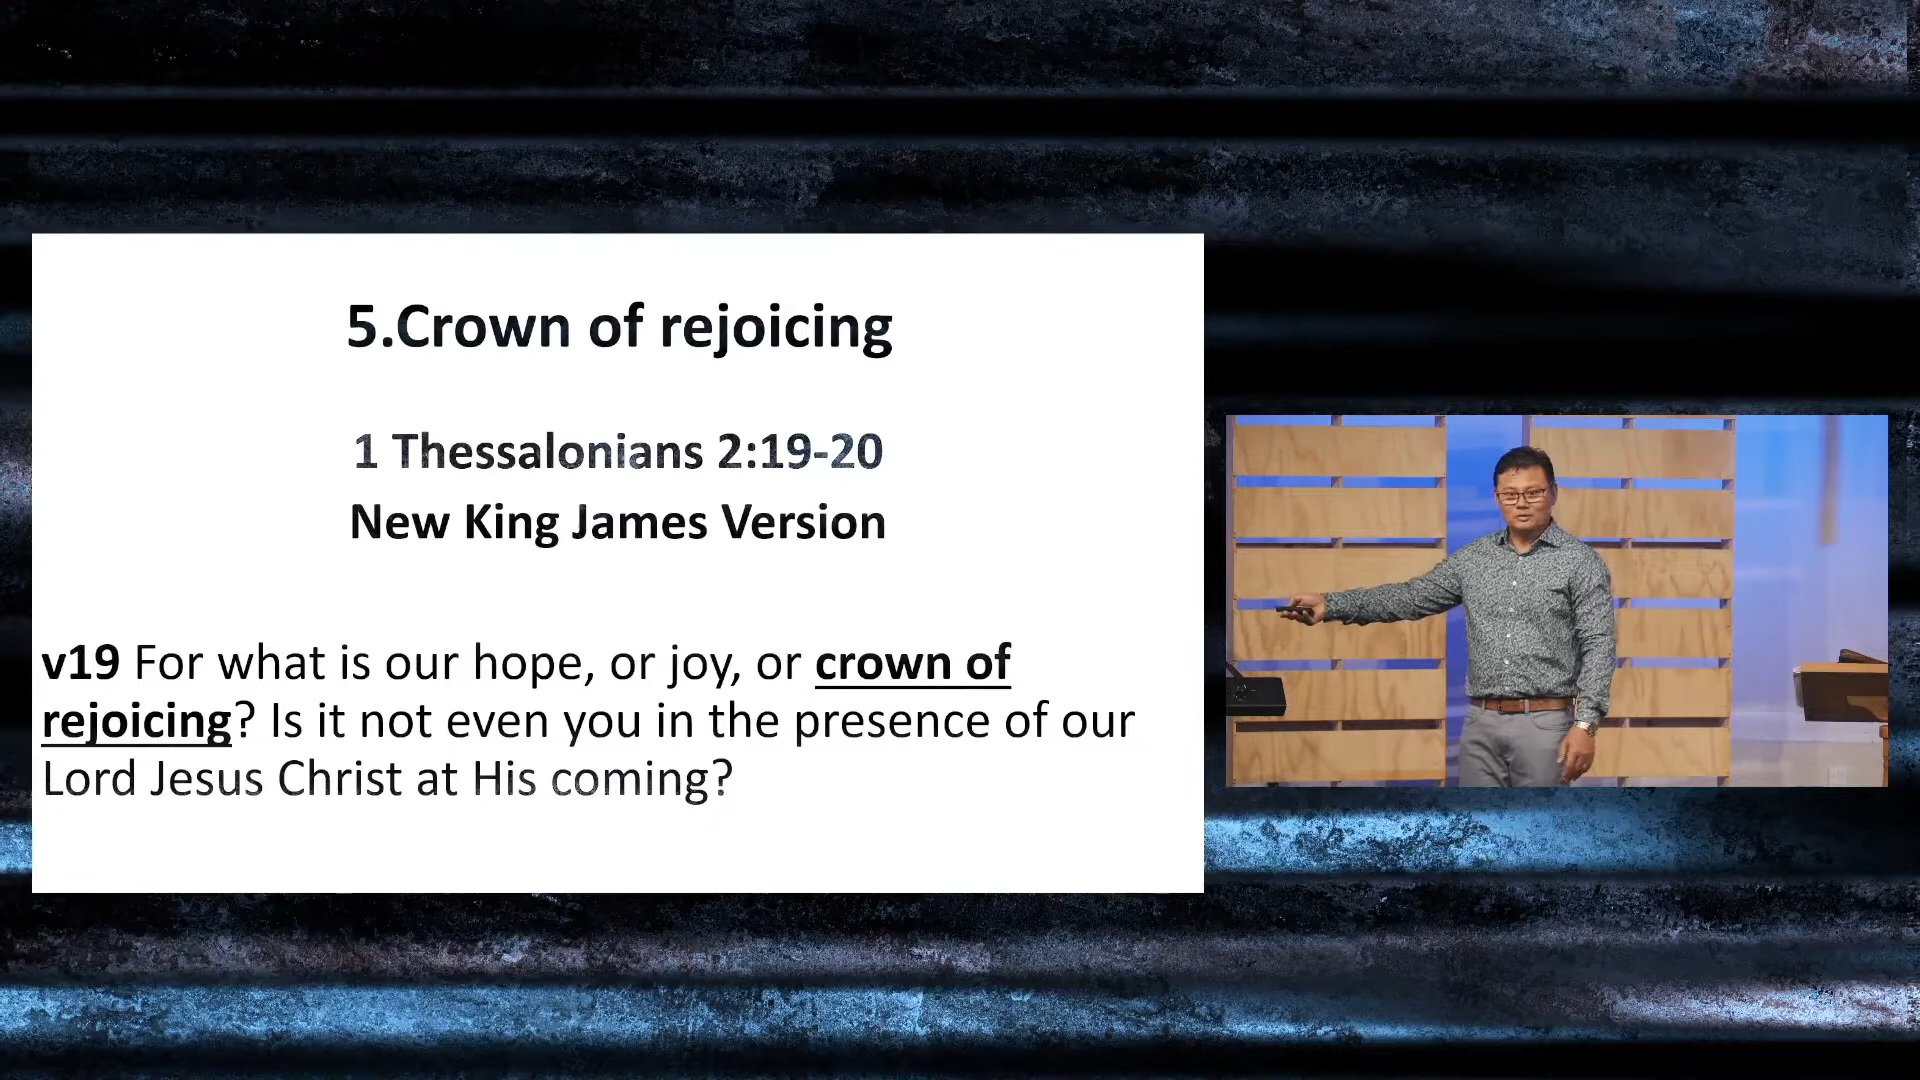 5.Crown of rejoicing
1 Thessalonians 2:19-20
New King James Version
v19 For what is our hope, or joy, or crown of
rejoicing? Is it not even you in the presence of our
Lord Jesus Christ at His coming?